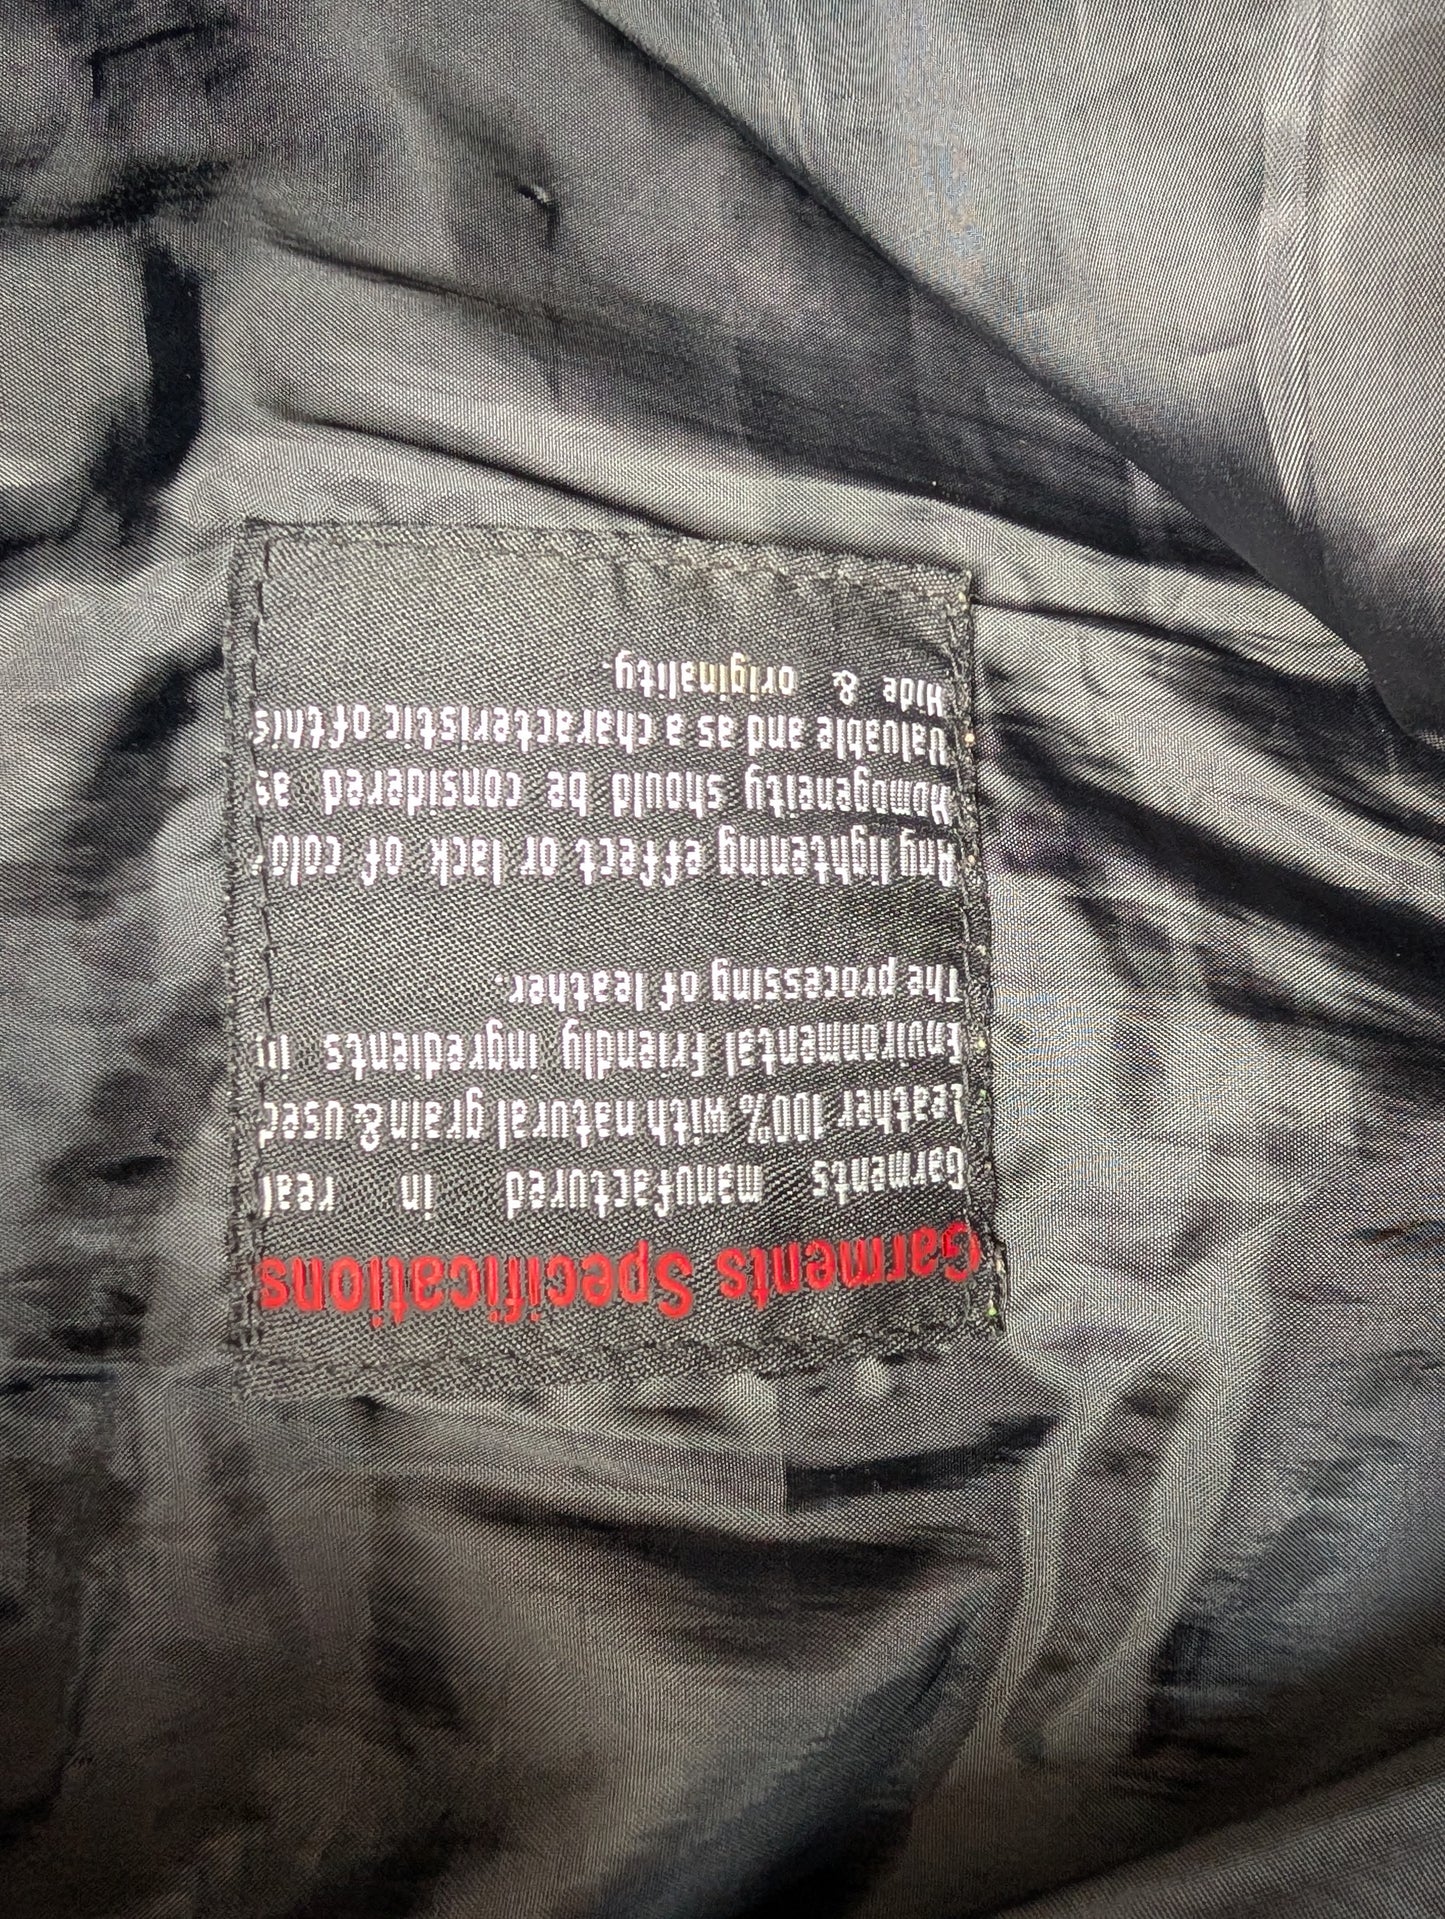 Garments Specifications
Garments manufactured in real
Leather 100% with natural grain & used
Environmental Friendly ingredients in
The processing of leather.
Any lightening effect or lack of color
Homogeneity should be considered as
Valuable and as a characteristic of this
Hide & originality.